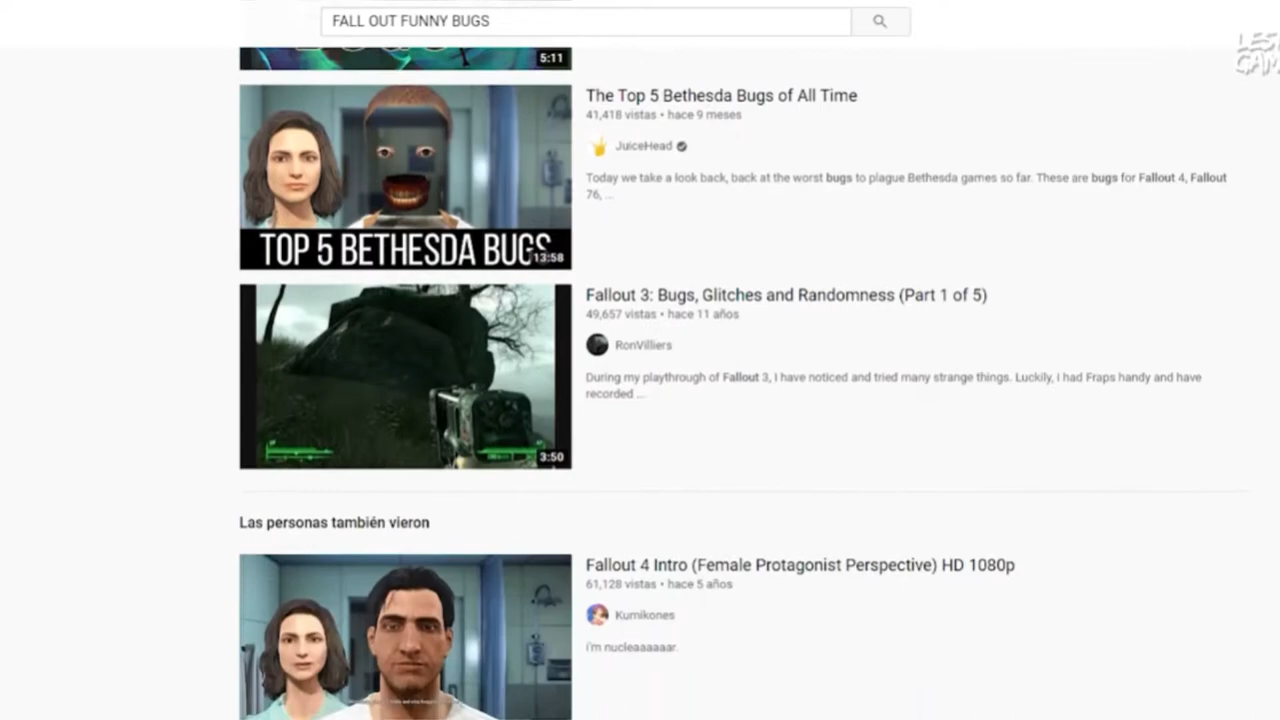 FALL OUT FUNNY BUGS
5:11
The Top 5 Bethesda Bugs of All Time
41,418 vistas • hace 9 meses
JuiceHead
Today we take a look back, back at the worst bugs to plague Bethesda games so far. These are bugs for Fallout 4, Fallout
76, ...
TOP 5 BETHESDA BUGS
13:58
Fallout 3: Bugs, Glitches and Randomness (Part 1 of 5)
49,657 vistas • hace 11 años
RonVilliers
During my playthrough of Fallout 3, I have noticed and tried many strange things. Luckily, I had Fraps handy and have
recorded ...
3:50
Las personas también vieron
Fallout 4 Intro (Female Protagonist Perspective) HD 1080p
61,128 vistas • hace 5 años
Kumikones
i'm nucleaaaaar.